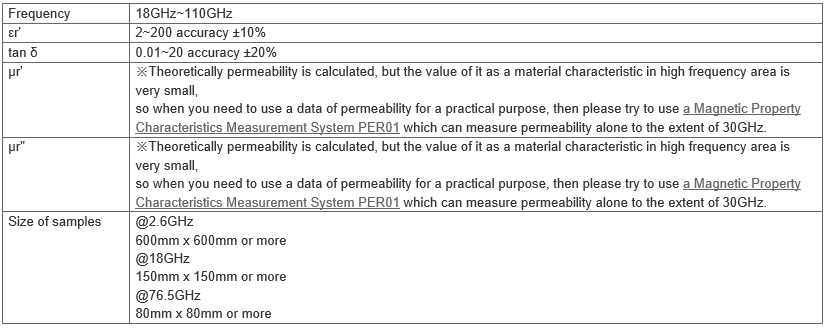 Frequency 18GHz~110GHz
εr' 2~200 accuracy ±10%
tan δ 0.01~20 accuracy ±20%
μr' ※Theoretically permeability is calculated, but the value of it as a material characteristic in high frequency area is
very small,
so when you need to use a data of permeability for a practical purpose, then please try to use a Magnetic Property
Characteristics Measurement System PER01 which can measure permeability alone to the extent of 30GHz.
μr" ※Theoretically permeability is calculated, but the value of it as a material characteristic in high frequency area is
very small,
so when you need to use a data of permeability for a practical purpose, then please try to use a Magnetic Property
Characteristics Measurement System PER01 which can measure permeability alone to the extent of 30GHz.
Size of samples @2.6GHz
600mm x 600mm or more
@18GHz
150mm x 150mm or more
@76.5GHz
80mm x 80mm or more